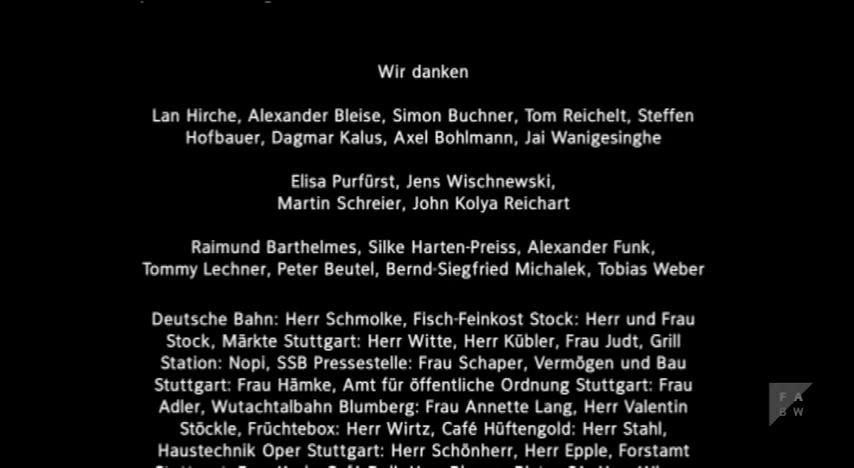 Wir danken
Lan Hirche, Alexander Bleise, Simon Buchner, Tom Reichelt, Steffen
Hofbauer, Dagmar Kalus, Axel Bohlmann, Jai Wanigesinghe
Elisa Purfürst, Jens Wischnewski,
Martin Schreier, John Kolya Reichart
Raimund Barthelmes, Silke Harten-Preiss, Alexander Funk,
Tommy Lechner, Peter Beutel, Bernd-Siegfried Michalek, Tobias Weber
Deutsche Bahn: Herr Schmolke, Fisch-Feinkost Stock: Herr und Frau
Stock, Märkte Stuttgart: Herr Witte, Herr Kübler, Frau Judt, Grill
Station: Nopi, SSB Pressestelle: Frau Schaper, Vermögen und Bau
Stuttgart: Frau Hämke, Amt für öffentliche Ordnung Stuttgart: Frau
Adler, Wutachtalbahn Blumberg: Frau Annette Lang, Herr Valentin
Stöckle, Früchtebox: Herr Wirtz, Café Hüftengold: Herr Stahl,
Haustechnik Oper Stuttgart: Herr Schönherr, Herr Epple, Forstamt
F A
B W